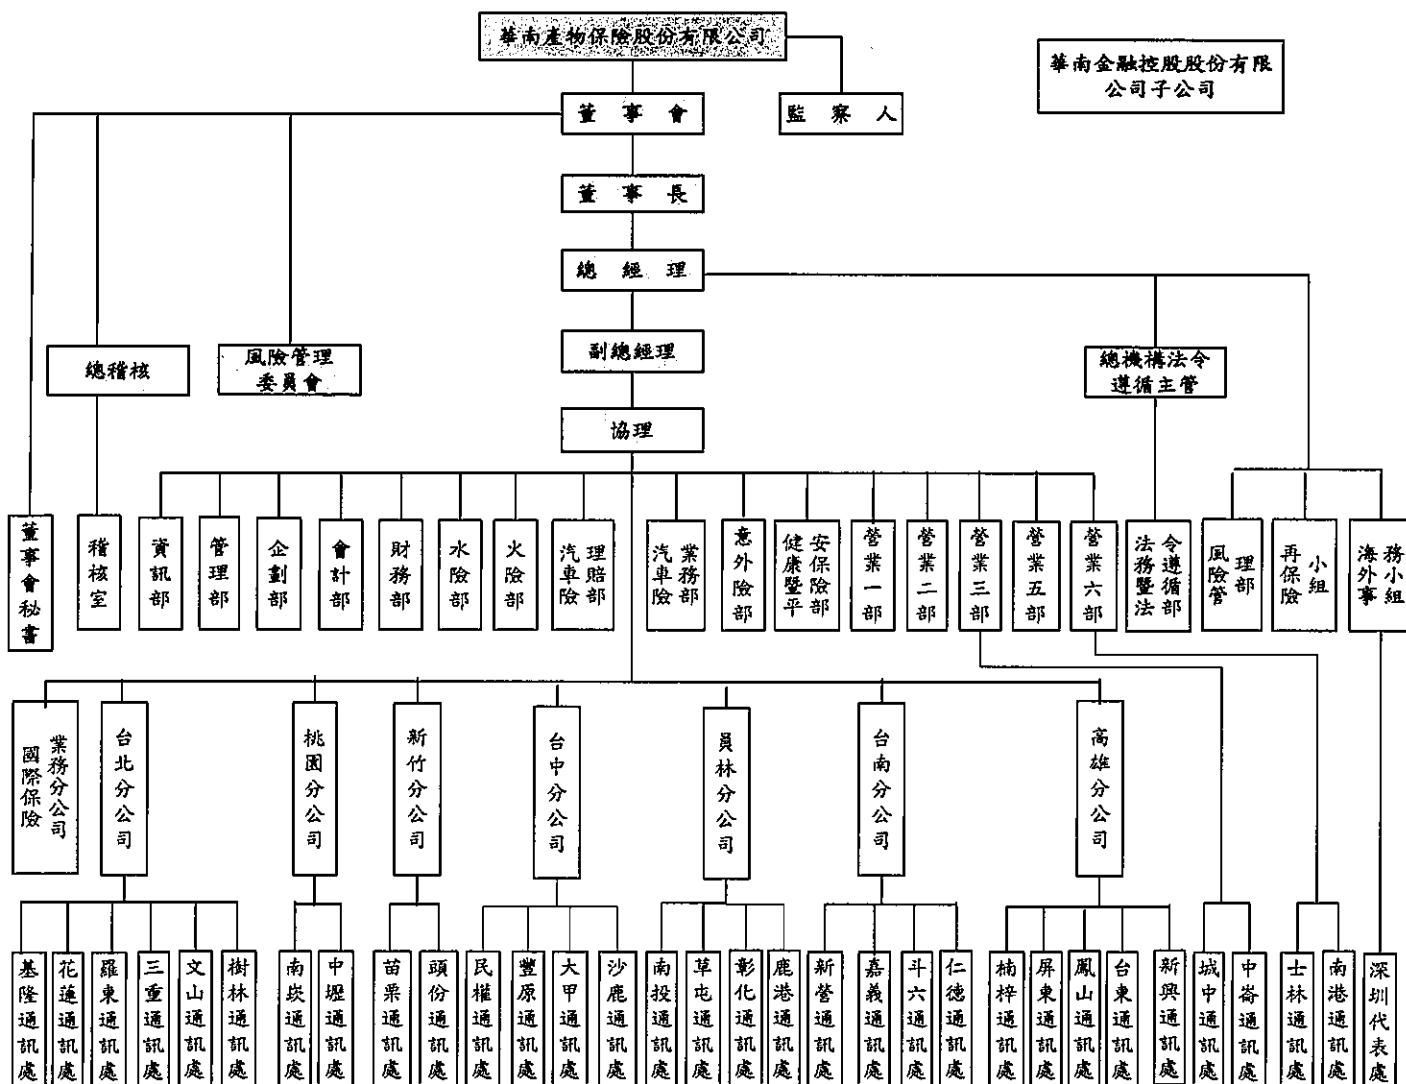 華南產物保險股份有限公司
華南金融控股股份有限
公司子公司
董事會
監察人
董事長
總經理
副總經理
總稽核
風險管理
委員會
總機構法令
遵循主管
協理
董事會秘書
稽核室
資訊部
管理部
企劃部
會計部
財務部
水險部
火險部
汽車險
理賠部
汽車險
業務部
意外險部
健康暨平
安保險部
營業一部
營業二部
營業三部
營業五部
營業六部
法務暨法
令遵循部
風險管
理部
再保險
小組
海外事
務小組
國際保險
業務分公司
台北分公司
桃園分公司
新竹分公司
台中分公司
員林分公司
台南分公司
高雄分公司
基隆通訊處
花蓮通訊處
羅東通訊處
三重通訊處
文山通訊處
樹林通訊處
南崁通訊處
中壢通訊處
苗栗通訊處
頭份通訊處
民權通訊處
豐原通訊處
大甲通訊處
沙鹿通訊處
南投通訊處
草屯通訊處
彰化通訊處
鹿港通訊處
新營通訊處
嘉義通訊處
斗六通訊處
仁德通訊處
楠梓通訊處
屏東通訊處
鳳山通訊處
台東通訊處
新興通訊處
城中通訊處
中崙通訊處
士林通訊處
南港通訊處
深圳代表處